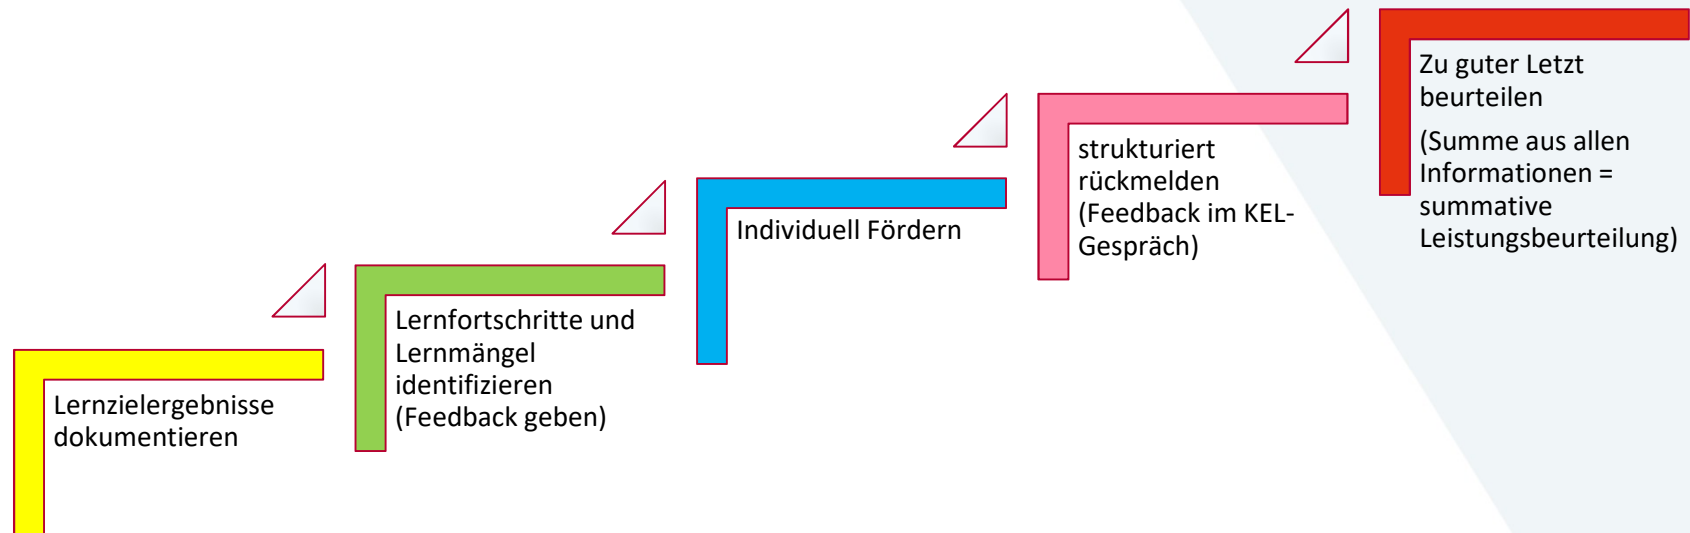 Lernzielergebnisse
dokumentieren
Lernfortschritte und
Lernmängel
identifizieren
(Feedback geben)
Individuell Fördern
strukturiert
rückmelden
(Feedback im KEL-
Gespräch)
Zu guter Letzt
beurteilen
(Summe aus allen
Informationen =
summative
Leistungsbeurteilung)